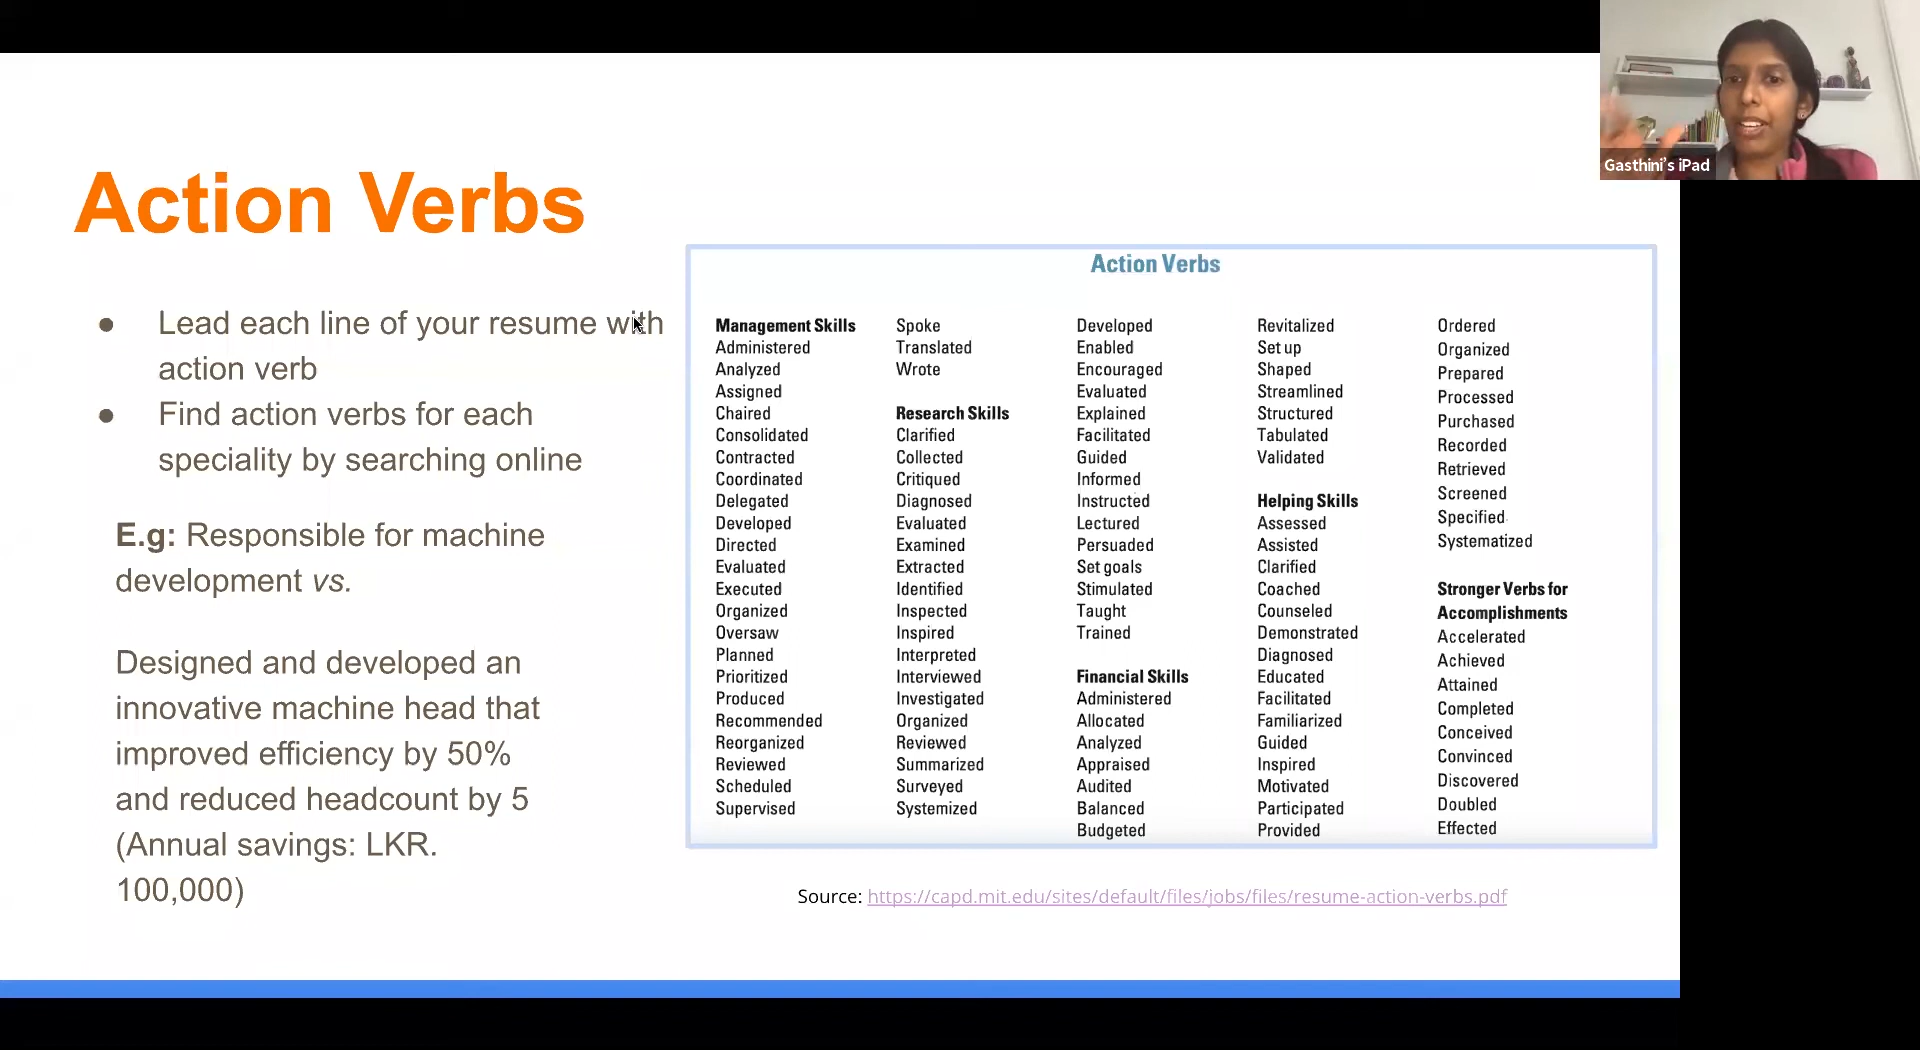 Gasthini's iPad
Action Verbs
● Lead each line of your resume with
action verb
● Find action verbs for each
speciality by searching online
E.g: Responsible for machine
development vs.
Designed and developed an
innovative machine head that
improved efficiency by 50%
and reduced headcount by 5
(Annual savings: LKR.
100,000)
Action Verbs
Management Skills
Administered
Analyzed
Assigned
Chaired
Consolidated
Contracted
Coordinated
Delegated
Developed
Directed
Evaluated
Executed
Organized
Oversaw
Planned
Prioritized
Produced
Recommended
Reorganized
Reviewed
Scheduled
Supervised
Spoke
Translated
Wrote
Research Skills
Clarified
Collected
Critiqued
Diagnosed
Evaluated
Examined
Extracted
Identified
Inspected
Inspired
Interpreted
Interviewed
Investigated
Organized
Reviewed
Summarized
Surveyed
Systemized
Developed
Enabled
Encouraged
Evaluated
Explained
Facilitated
Guided
Informed
Instructed
Lectured
Persuaded
Set goals
Stimulated
Taught
Trained
Financial Skills
Administered
Allocated
Analyzed
Appraised
Audited
Balanced
Budgeted
Revitalized
Set up
Shaped
Streamlined
Structured
Tabulated
Validated
Helping Skills
Assessed
Assisted
Clarified
Coached
Counseled
Demonstrated
Diagnosed
Educated
Facilitated
Familiarized
Guided
Inspired
Motivated
Participated
Provided
Ordered
Organized
Prepared
Processed
Purchased
Recorded
Retrieved
Screened
Specified
Systematized
Stronger Verbs for
Accomplishments
Accelerated
Achieved
Attained
Completed
Conceived
Convinced
Discovered
Doubled
Effected
Source: https://capd.mit.edu/sites/default/files/jobs/files/resume-action-verbs.pdf